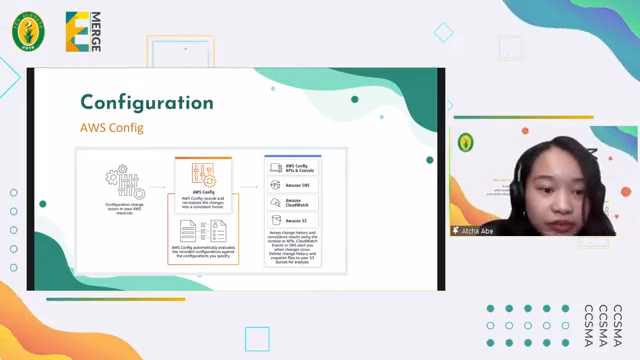 E MERGE
2018
Configuration
AWS Config
Configuration change
occurs in your AWS
resources.
AWS Config
AWS Config records and
normalizes the changes
into a consistent format.
AWS Config automatically evaluates
the recorded configurations against
the configurations you specify.
AWS Config
APIs & Console
Amazon SNS
Amazon
CloudWatch
Amazon S3
Access change history and
compliance results using the
console or APIs. CloudWatch
Events or SNS alert you
when changes occur.
Deliver change history and
snapshot files to your S3
bucket for analysis.
Atcha Abe
CCSMA
CCSMA
CCSMA